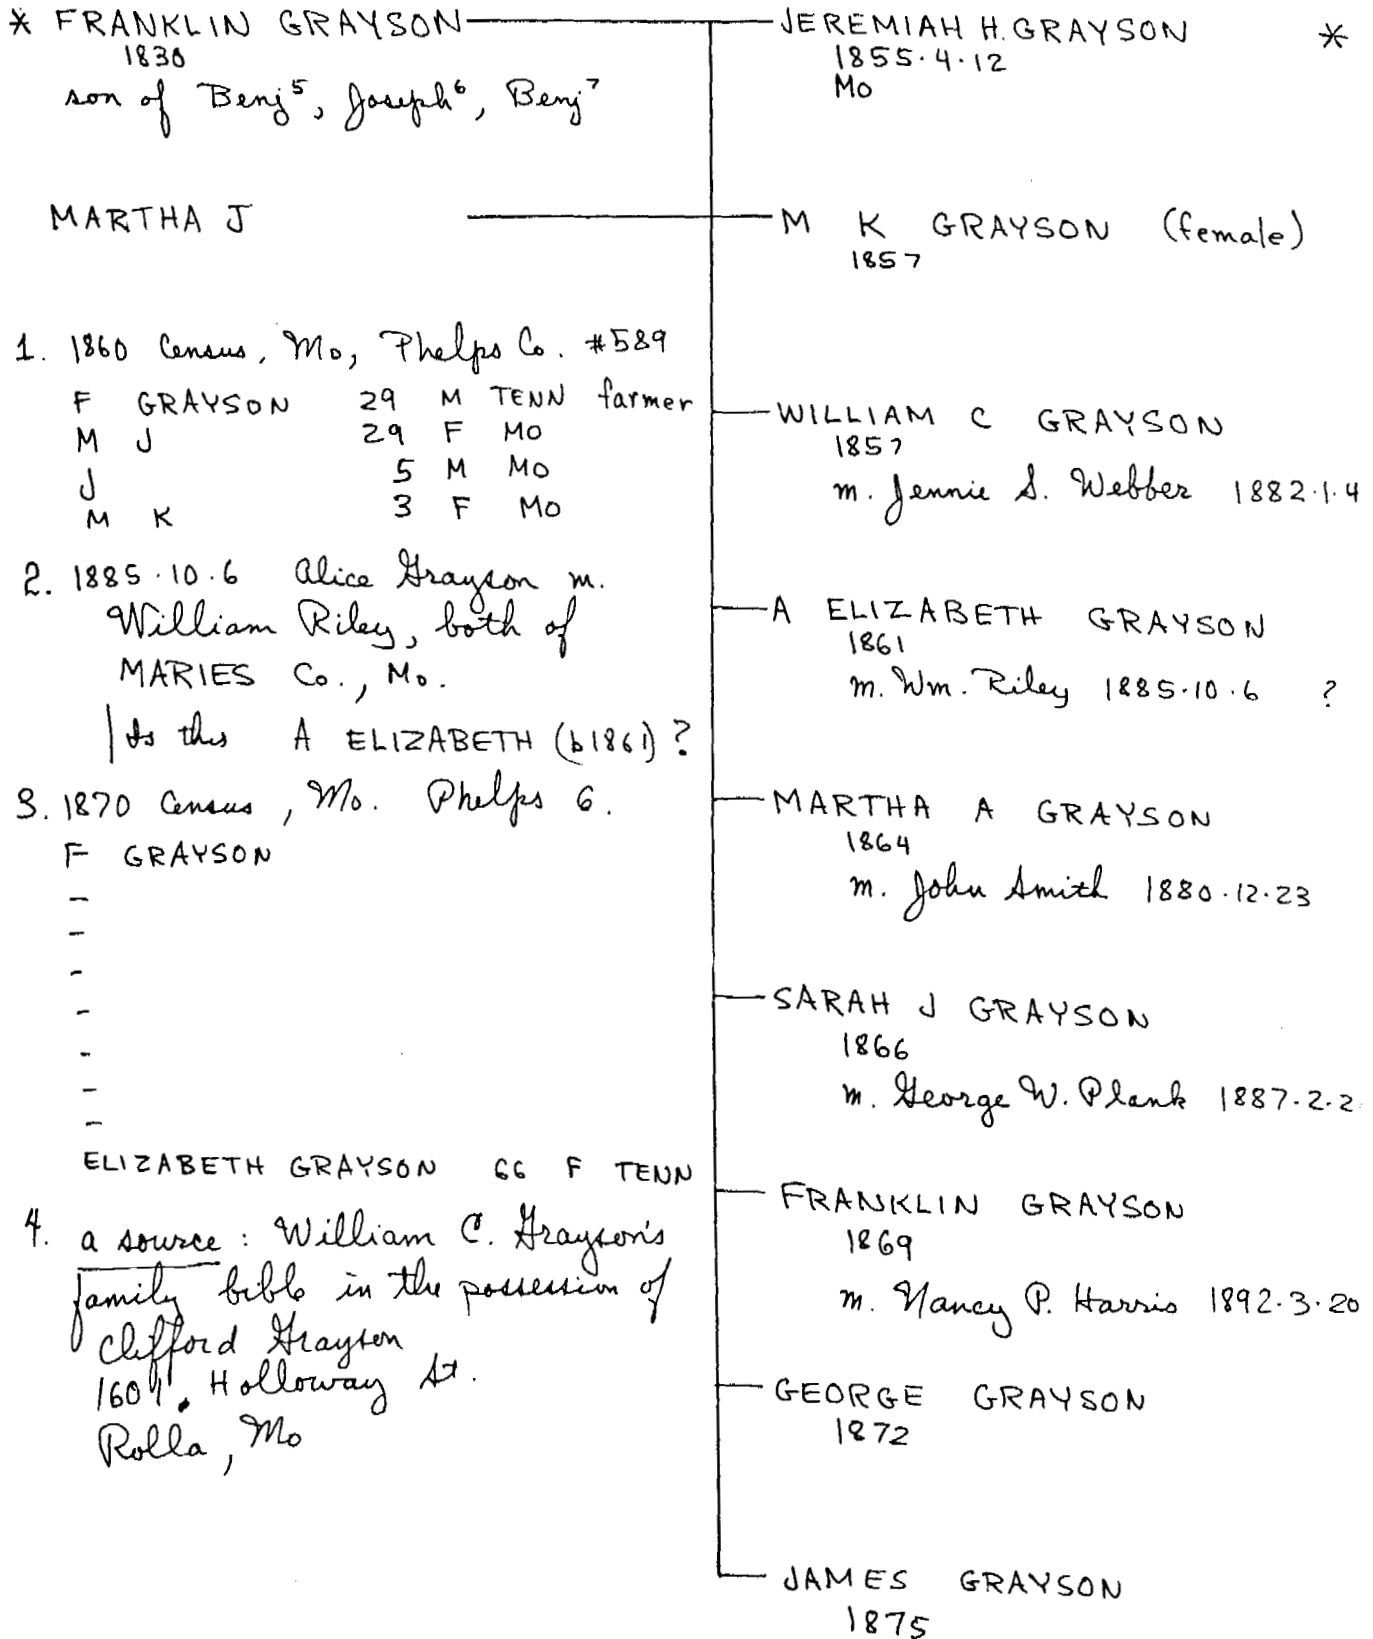 * FRANKLIN GRAYSON
1830
son of Benj⁵, Joseph⁶, Benj⁷
MARTHA J
1. 1860 Census, Mo, Phelps Co. #589
F GRAYSON 29 M TENN farmer
M J 29 F MO
J 5 M MO
M K 3 F MO
2. 1885.10.6 Alice Grayson m.
William Riley, both of
MARIES Co., Mo.
Is this A ELIZABETH (b1861)?
3. 1870 Census, Mo. Phelps Co.
F GRAYSON
-
-
-
-
-
-
-
ELIZABETH GRAYSON 66 F TENN
4. a source: William C. Grayson's
family bible in the possession of
Clifford Grayson
Holloway St.
Rolla, Mo
JEREMIAH H. GRAYSON *
1855.4.12
Mo
M K GRAYSON (female)
1857
WILLIAM C GRAYSON
1857
m. Jennie S. Webber 1882.1.4
A ELIZABETH GRAYSON
1861
m. Wm. Riley 1885.10.6 ?
MARTHA A GRAYSON
1864
m. John Smith 1880.12.23
SARAH J GRAYSON
1866
m. George W. Plank 1887.2.2
FRANKLIN GRAYSON
1869
m. Nancy P. Harris 1892.3.20
GEORGE GRAYSON
1872
JAMES GRAYSON
1875